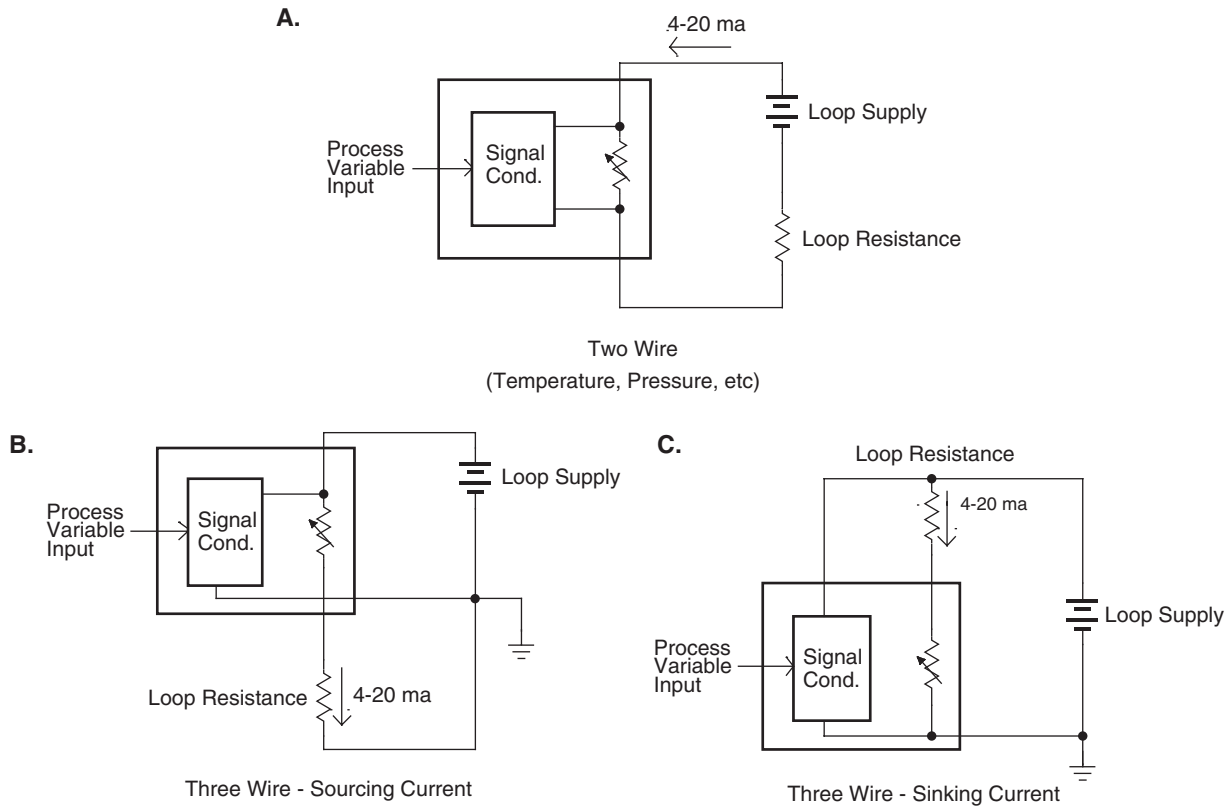 A.
4-20 ma
Loop Supply
Process
Variable
Input
Signal
Cond.
Loop Resistance
Two Wire
(Temperature, Pressure, etc)
B.
Loop Supply
Process
Variable
Input
Signal
Cond.
Loop Resistance
4-20 ma
Three Wire - Sourcing Current
C.
Loop Resistance
4-20 ma
Loop Supply
Process
Variable
Input
Signal
Cond.
Three Wire - Sinking Current